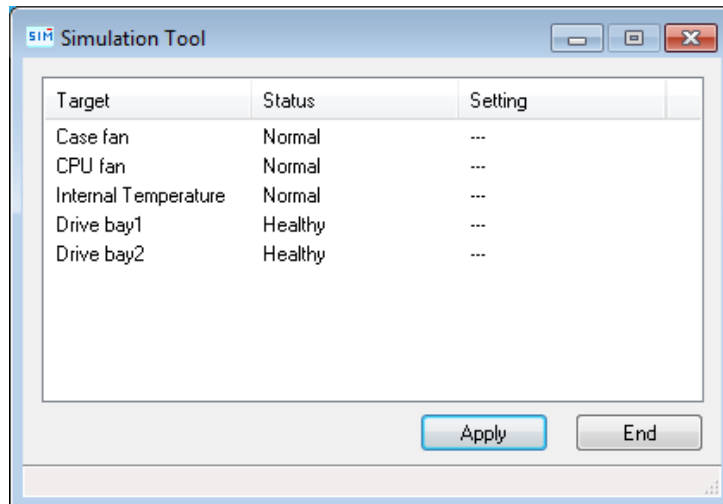 SIM Simulation Tool
Target Status Setting
Case fan Normal ---
CPU fan Normal ---
Internal Temperature Normal ---
Drive bay1 Healthy ---
Drive bay2 Healthy ---
Apply End